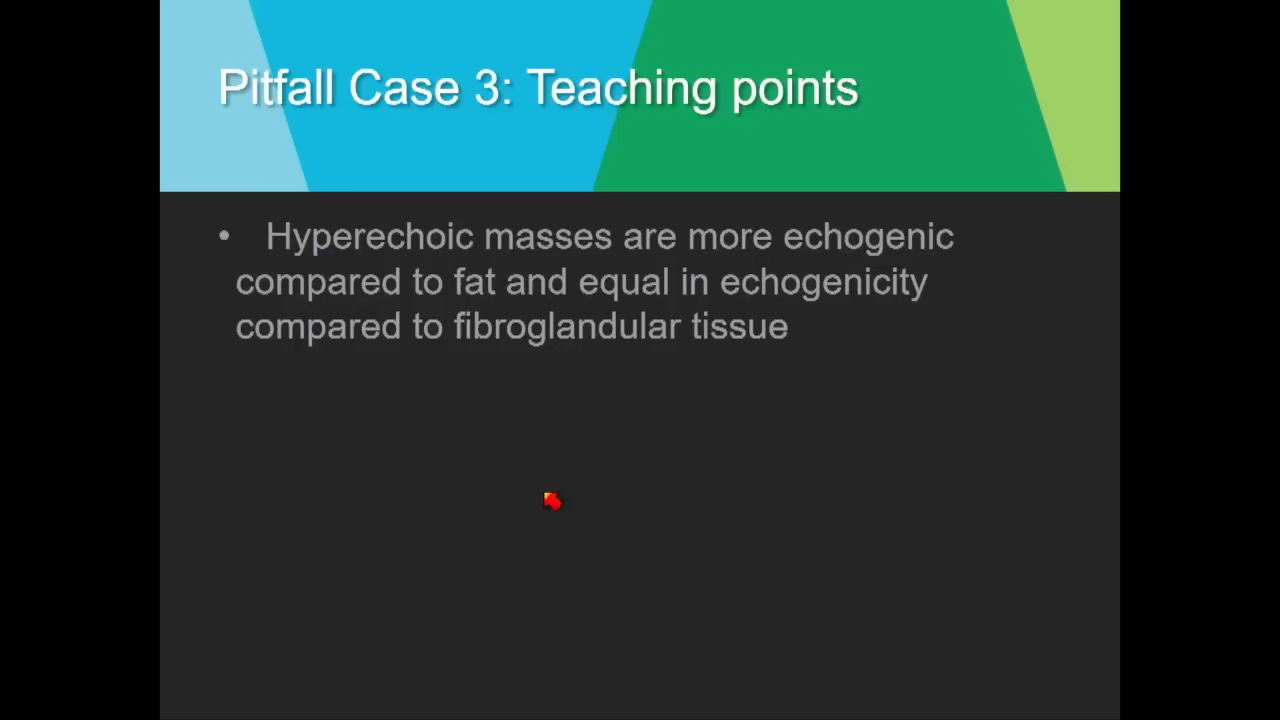 Pitfall Case 3: Teaching points
• Hyperechoic masses are more echogenic
compared to fat and equal in echogenicity
compared to fibroglandular tissue